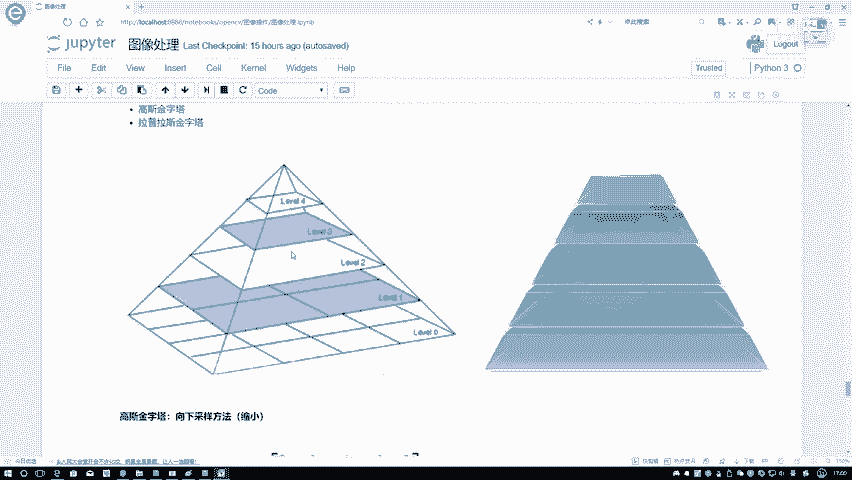 图像处理
http://localhost:8888/notebooks/opencv/图像操作/图像处理.ipynb
jupyter 图像处理 Last Checkpoint: 15 hours ago (autosaved)
Logout
File Edit View Insert Cell Kernel Widgets Help
Trusted
Python 3
Code
高斯金字塔
拉普拉斯金字塔
Level 4
Level 3
Level 2
Level 1
Level 0
高斯金字塔：向下采样方法（缩小）